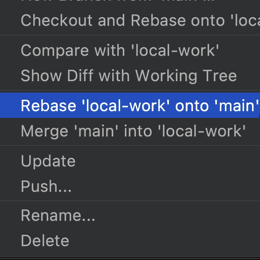 Checkout and Rebase onto 'loca
Compare with 'local-work'
Show Diff with Working Tree
Rebase 'local-work' onto 'main'
Merge 'main' into 'local-work'
Update
Push...
Rename...
Delete